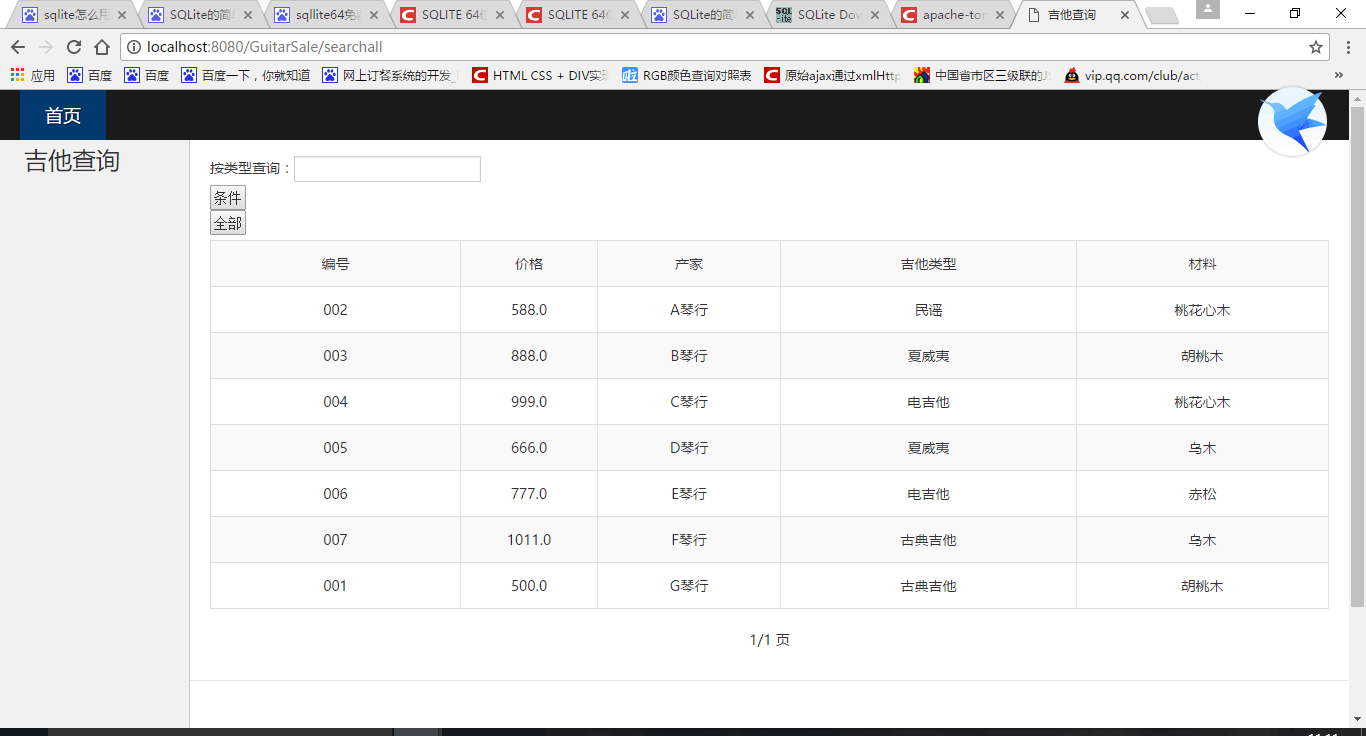 sqlite怎么用
SQLite的简
sqllite64免
SQLITE 64
SQLITE 64
SQLite的简
SQL ite SQLite Dow
apache-tom
吉他查询
localhost:8080/GuitarSale/searchall
应用 百度 百度 百度一下，你就知道 网上订餐系统的开发 HTML CSS + DIV实 RGB颜色查询对照表 原始ajax通过xmlHttp 中国省市区三级联的 vip.qq.com/club/act
首页
吉他查询
按类型查询：
条件
全部
编号 价格 产家 吉他类型 材料
002 588.0 A琴行 民谣 桃花心木
003 888.0 B琴行 夏威夷 胡桃木
004 999.0 C琴行 电吉他 桃花心木
005 666.0 D琴行 夏威夷 乌木
006 777.0 E琴行 电吉他 赤松
007 1011.0 F琴行 古典吉他 乌木
001 500.0 G琴行 古典吉他 胡桃木
1/1 页